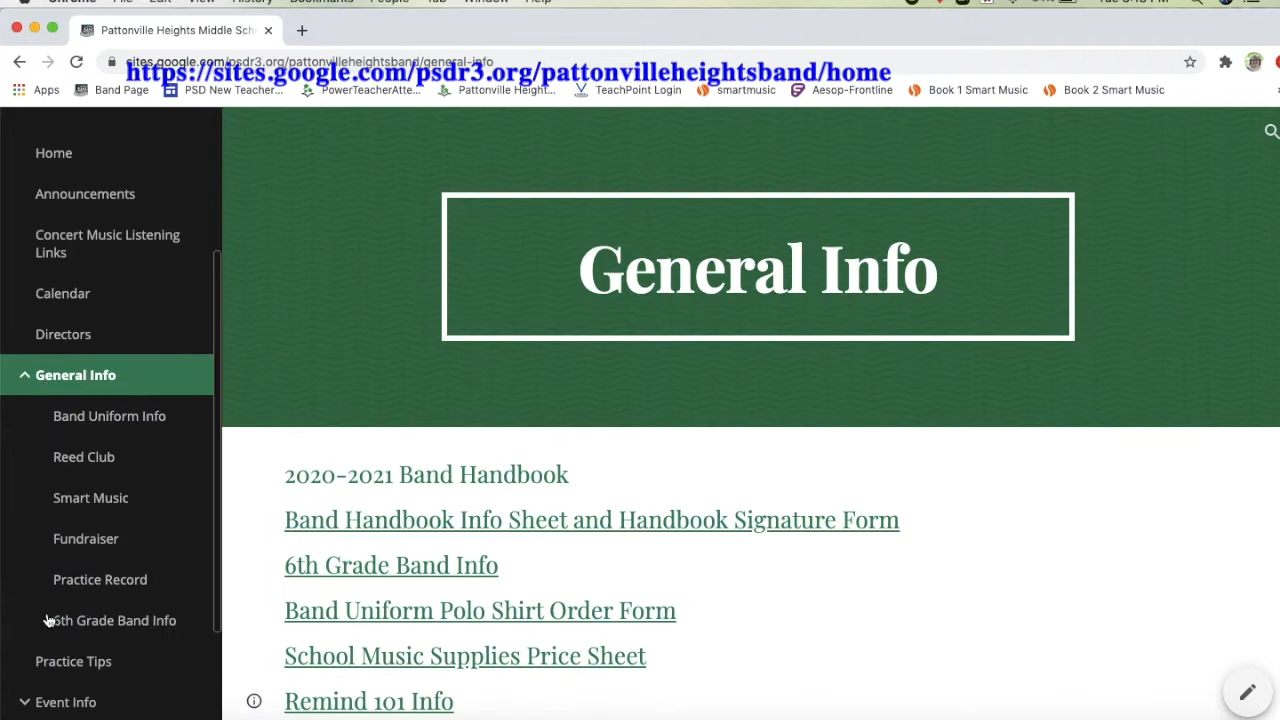 Pattonville Heights Middle Sch
sites.google.com/psdr3.org/pattonvilleheightsband/general-info
https://sites.google.com/psdr3.org/pattonvilleheightsband/home
Apps
Band Page
PSD New Teacher...
PowerTeacherAtte...
Pattonville Height...
TeachPoint Login
smartmusic
Aesop-Frontline
Book 1 Smart Music
Book 2 Smart Music
Home
Announcements
Concert Music Listening
Links
Calendar
Directors
General Info
Band Uniform Info
Reed Club
Smart Music
Fundraiser
Practice Record
6th Grade Band Info
Practice Tips
Event Info
General Info
2020-2021 Band Handbook
Band Handbook Info Sheet and Handbook Signature Form
6th Grade Band Info
Band Uniform Polo Shirt Order Form
School Music Supplies Price Sheet
Remind 101 Info